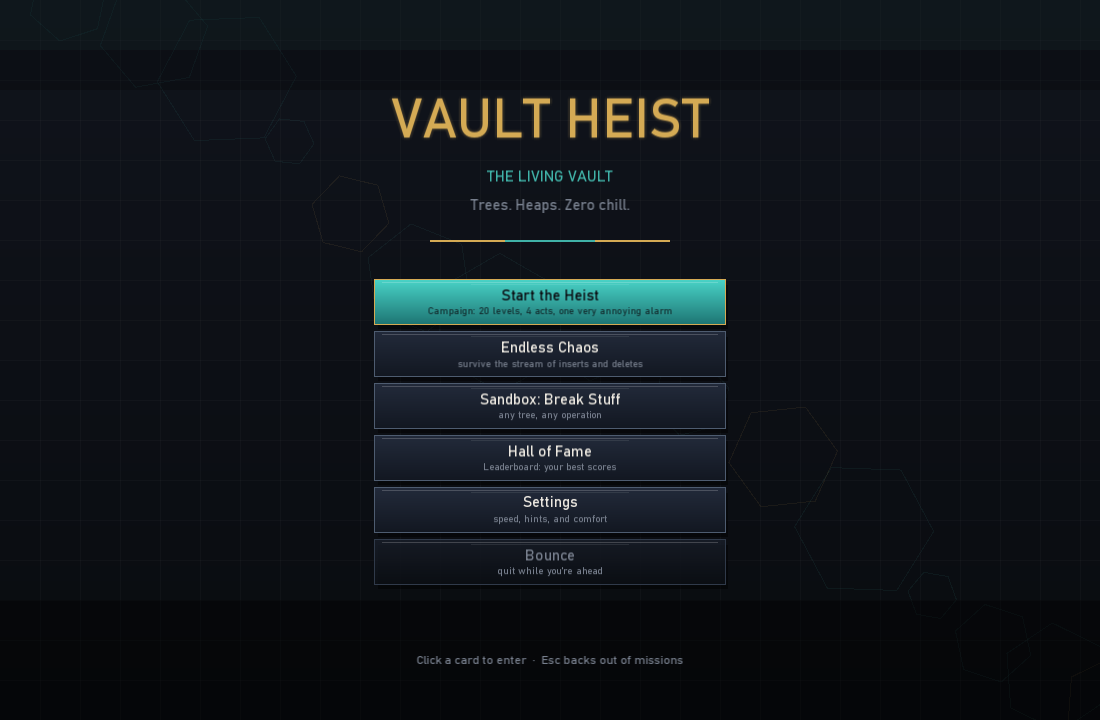 VAULT HEIST
THE LIVING VAULT
Trees. Heaps. Zero chill.
Start the Heist
Campaign: 20 levels, 4 acts, one very annoying alarm
Endless Chaos
survive the stream of inserts and deletes
Sandbox: Break Stuff
any tree, any operation
Hall of Fame
Leaderboard: your best scores
Settings
speed, hints, and comfort
Bounce
quit while you're ahead
Click a card to enter · Esc backs out of missions